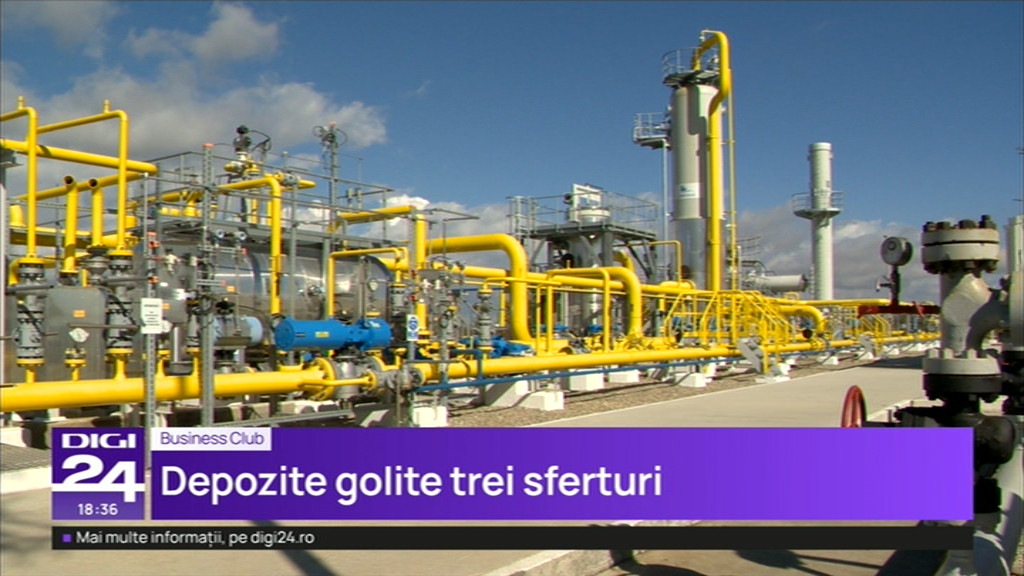 Business Club
DIGI
24
18:36
Depozite golite trei sferturi
Mai multe informații, pe digi24.ro